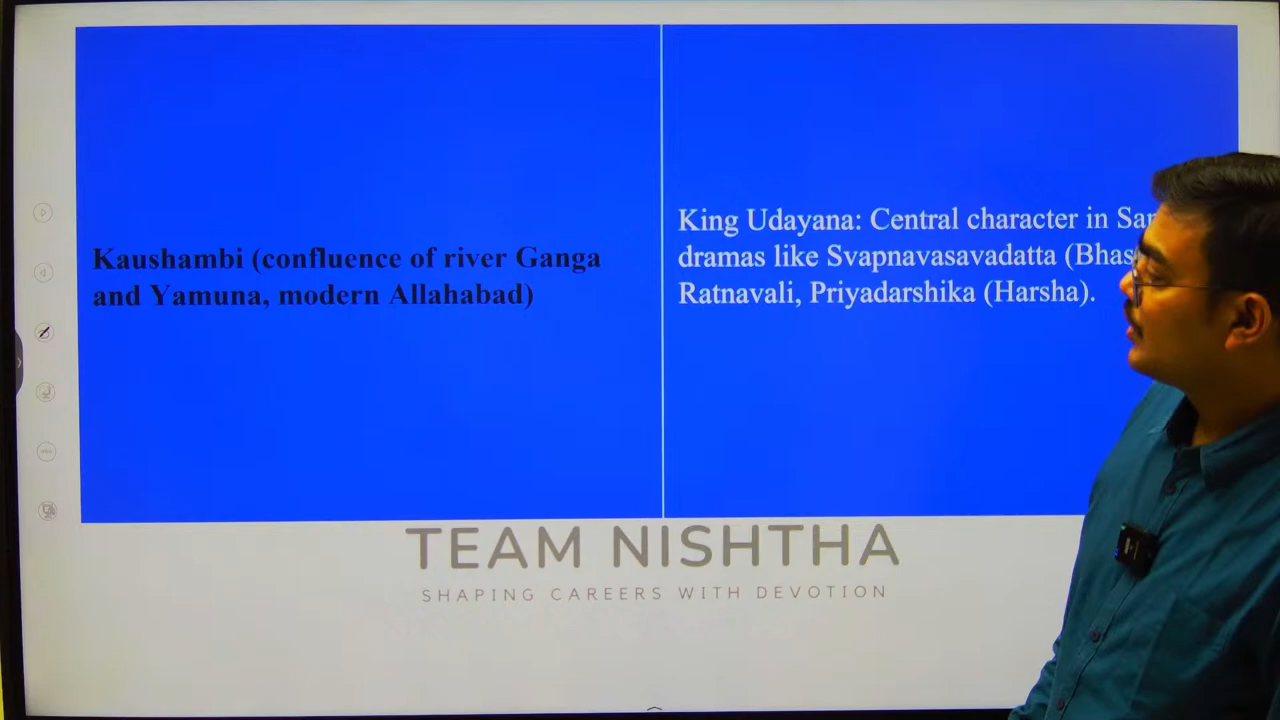 Kaushambi (confluence of river Ganga
and Yamuna, modern Allahabad)
King Udayana: Central character in
dramas like Svapnavasavadatta
Ratnavali, Priyadarshika (Harsha).
TEAM NISHTHA
SHAPING CAREERS WITH DEVOTION